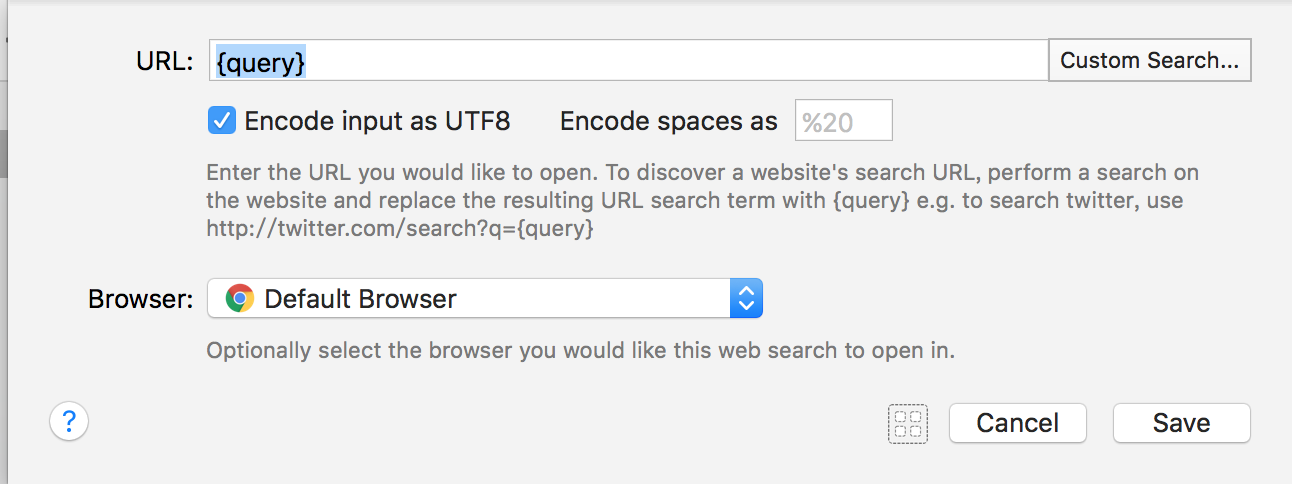 URL: {query} Custom Search...
Encode input as UTF8 Encode spaces as %20
Enter the URL you would like to open. To discover a website's search URL, perform a search on
the website and replace the resulting URL search term with {query} e.g. to search twitter, use
http://twitter.com/search?q={query}
Browser: Default Browser
Optionally select the browser you would like this web search to open in.
? Cancel Save